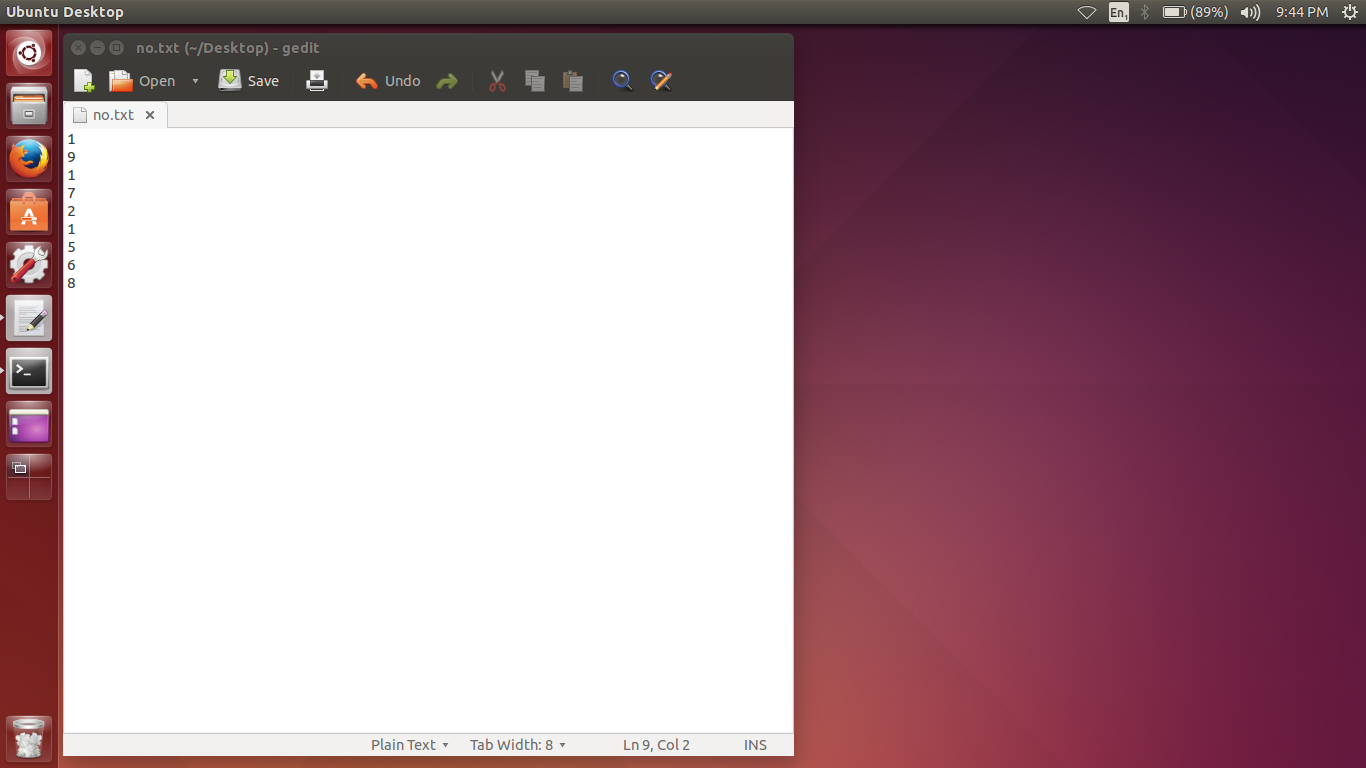 Ubuntu Desktop
En1
(89%)
9:44 PM
no.txt (~/Desktop) - gedit
Open
Save
Undo
no.txt
1
9
1
7
2
1
5
6
8
Plain Text
Tab Width: 8
Ln 9, Col 2
INS